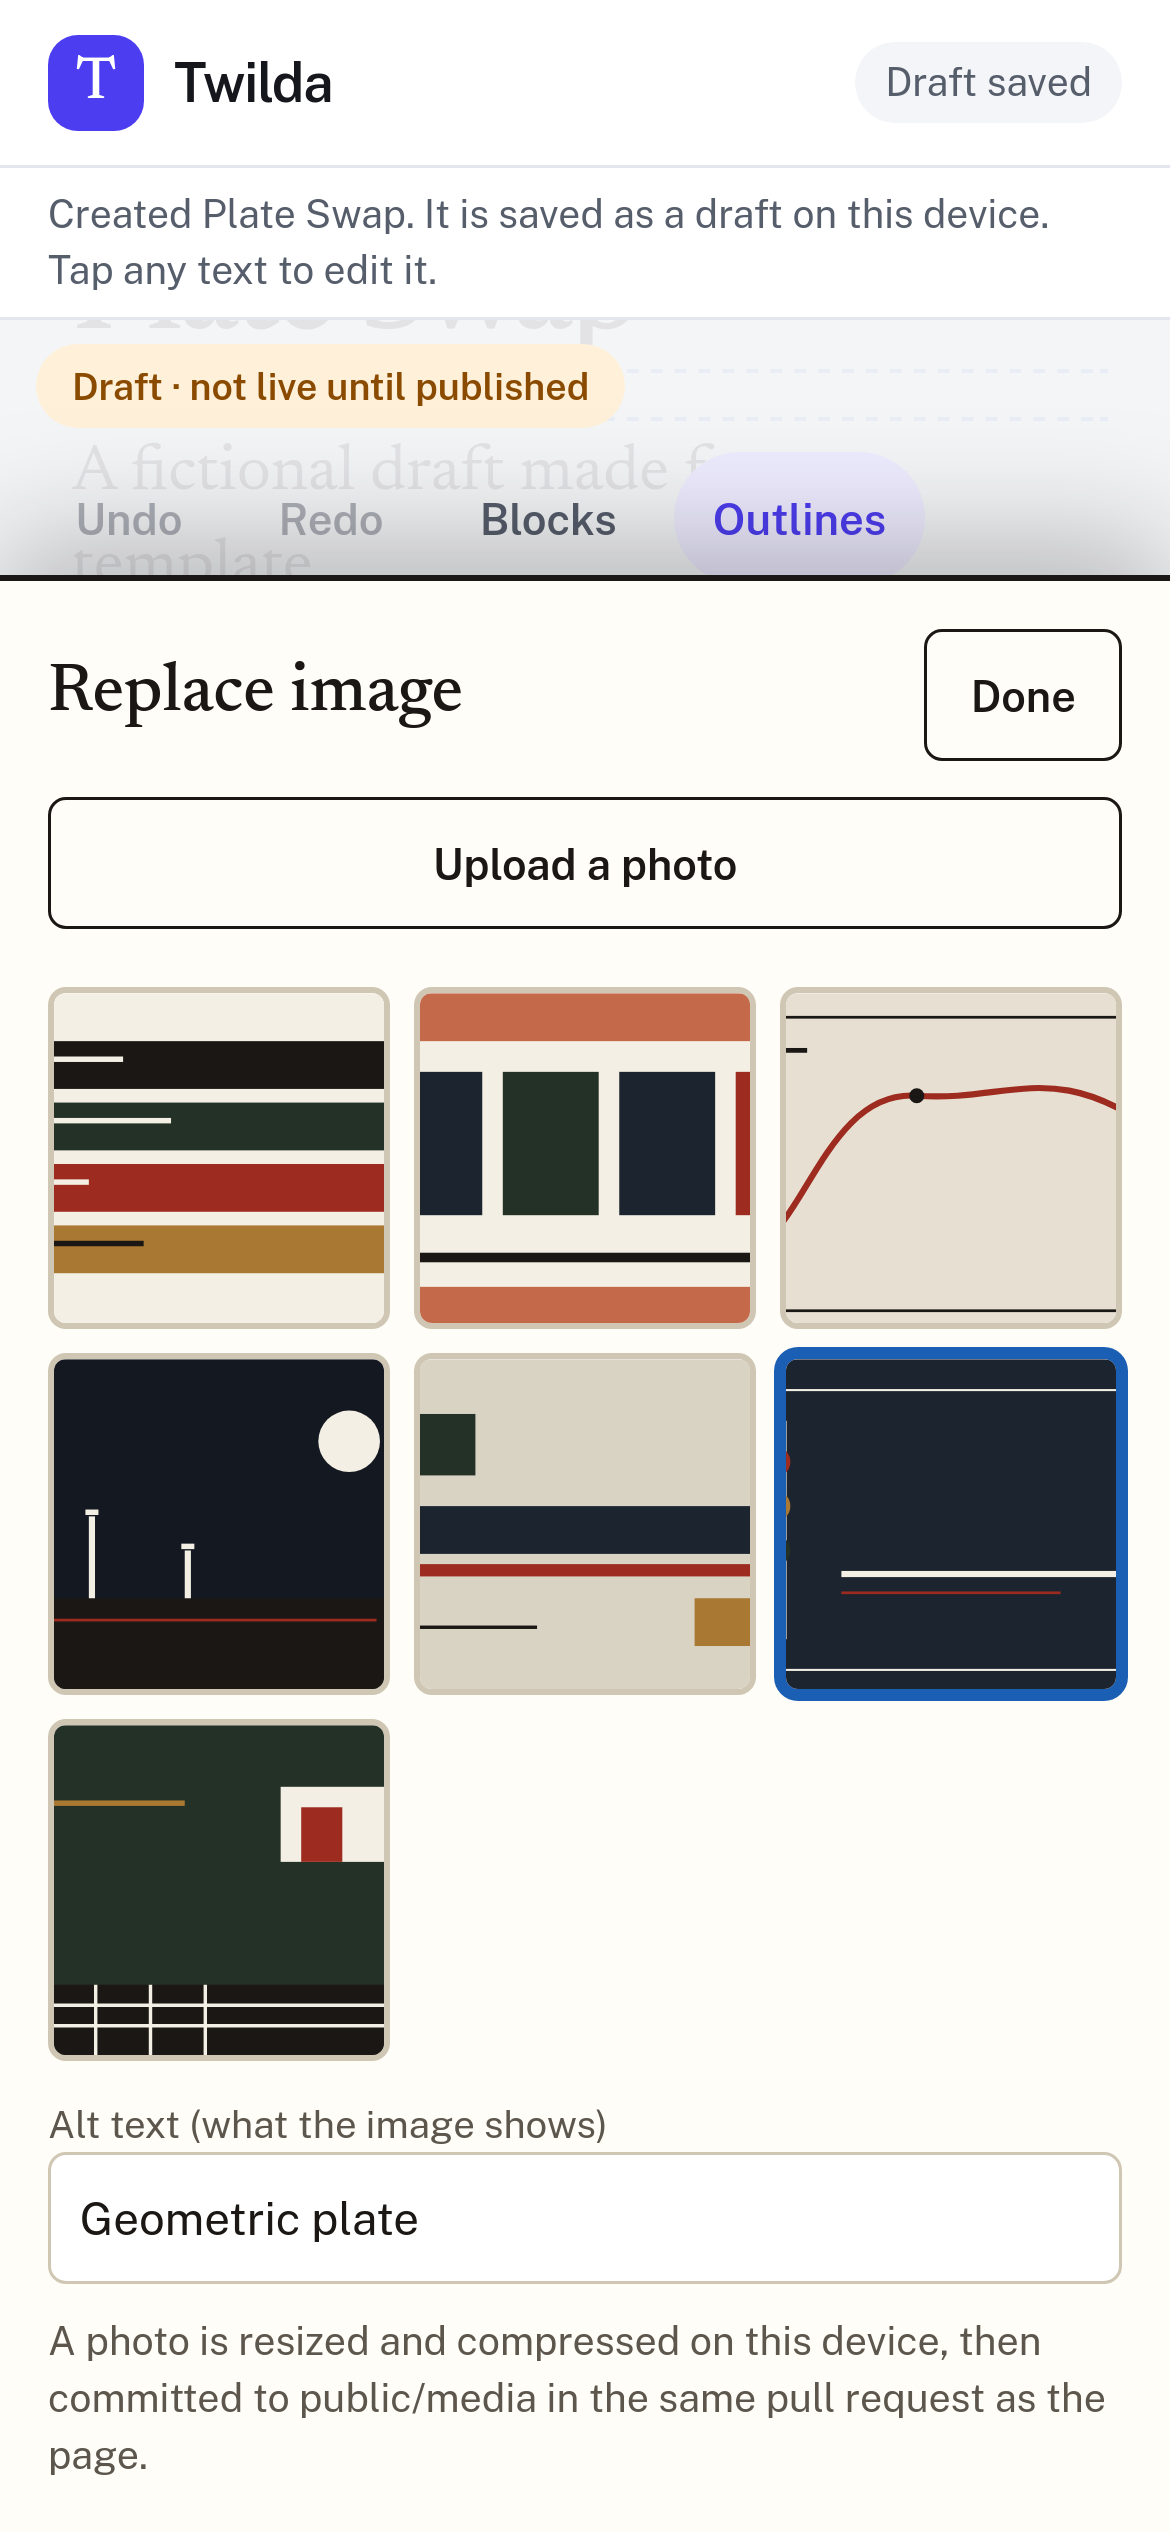 T
Twilda
Draft saved
Created Plate Swap. It is saved as a draft on this device.
Tap any text to edit it.
Plate Swap
Draft · not live until published
A fictional draft made f
Undo
Redo
Blocks
Outlines
template
Replace image
Done
Upload a photo
Alt text (what the image shows)
Geometric plate
A photo is resized and compressed on this device, then
committed to public/media in the same pull request as the
page.